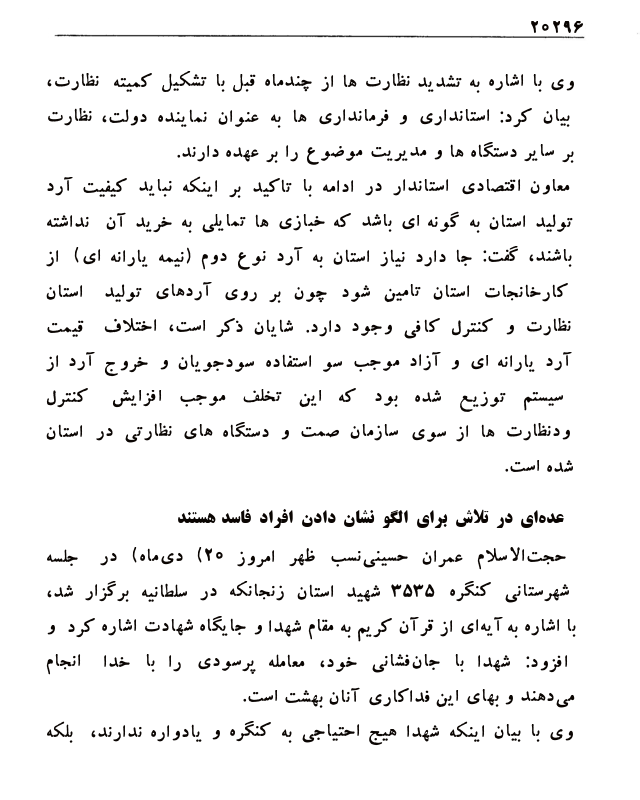 ۲۰۲۹۶
وی با اشاره به تشدید نظارت ها از چندماه قبل با تشکیل کمیته نظارت،
بیان کرد: استانداری و فرمانداری ها به عنوان نماینده دولت، نظارت
بر سایر دستگاه ها و مدیریت موضوع را بر عهده دارند.
معاون اقتصادی استاندار در ادامه با تاکید بر اینکه نباید کیفیت آرد
تولید استان به گونه ای باشد که خبازی ها تمایلی به خرید آن نداشته
باشند، گفت: جا دارد نیاز استان به آرد نوع دوم (نیمه یارانه ای) از
کارخانجات استان تامین شود چون بر روی آردهای تولید استان
نظارت و کنترل کافی وجود دارد. شایان ذکر است، اختلاف قیمت
آرد یارانه ای و آزاد موجب سو استفاده سودجویان و خروج آرد از
سیستم توزیع شده بود که این تخلف موجب افزایش کنترل
ودنظارت ها از سوی سازمان صمت و دستگاه های نظارتی در استان
شده است.
عده‌ای در تلاش برای الگو نشان دادن افراد فاسد هستند
حجت‌الاسلام عمران حسینی‌نسب ظهر امروز ۲۰) دی‌ماه) در جلسه
شهرستانی کنگره ۳۵۳۵ شهید استان زنجانکه در سلطانیه برگزار شد،
با اشاره به آیه‌ای از قرآن کریم به مقام شهدا و جایگاه شهادت اشاره کرد و
افزود: شهدا با جان‌فشانی خود، معامله پرسودی را با خدا انجام
می‌دهند و بهای این فداکاری آنان بهشت است.
وی با بیان اینکه شهدا هیچ احتیاجی به کنگره و یادواره ندارند، بلکه